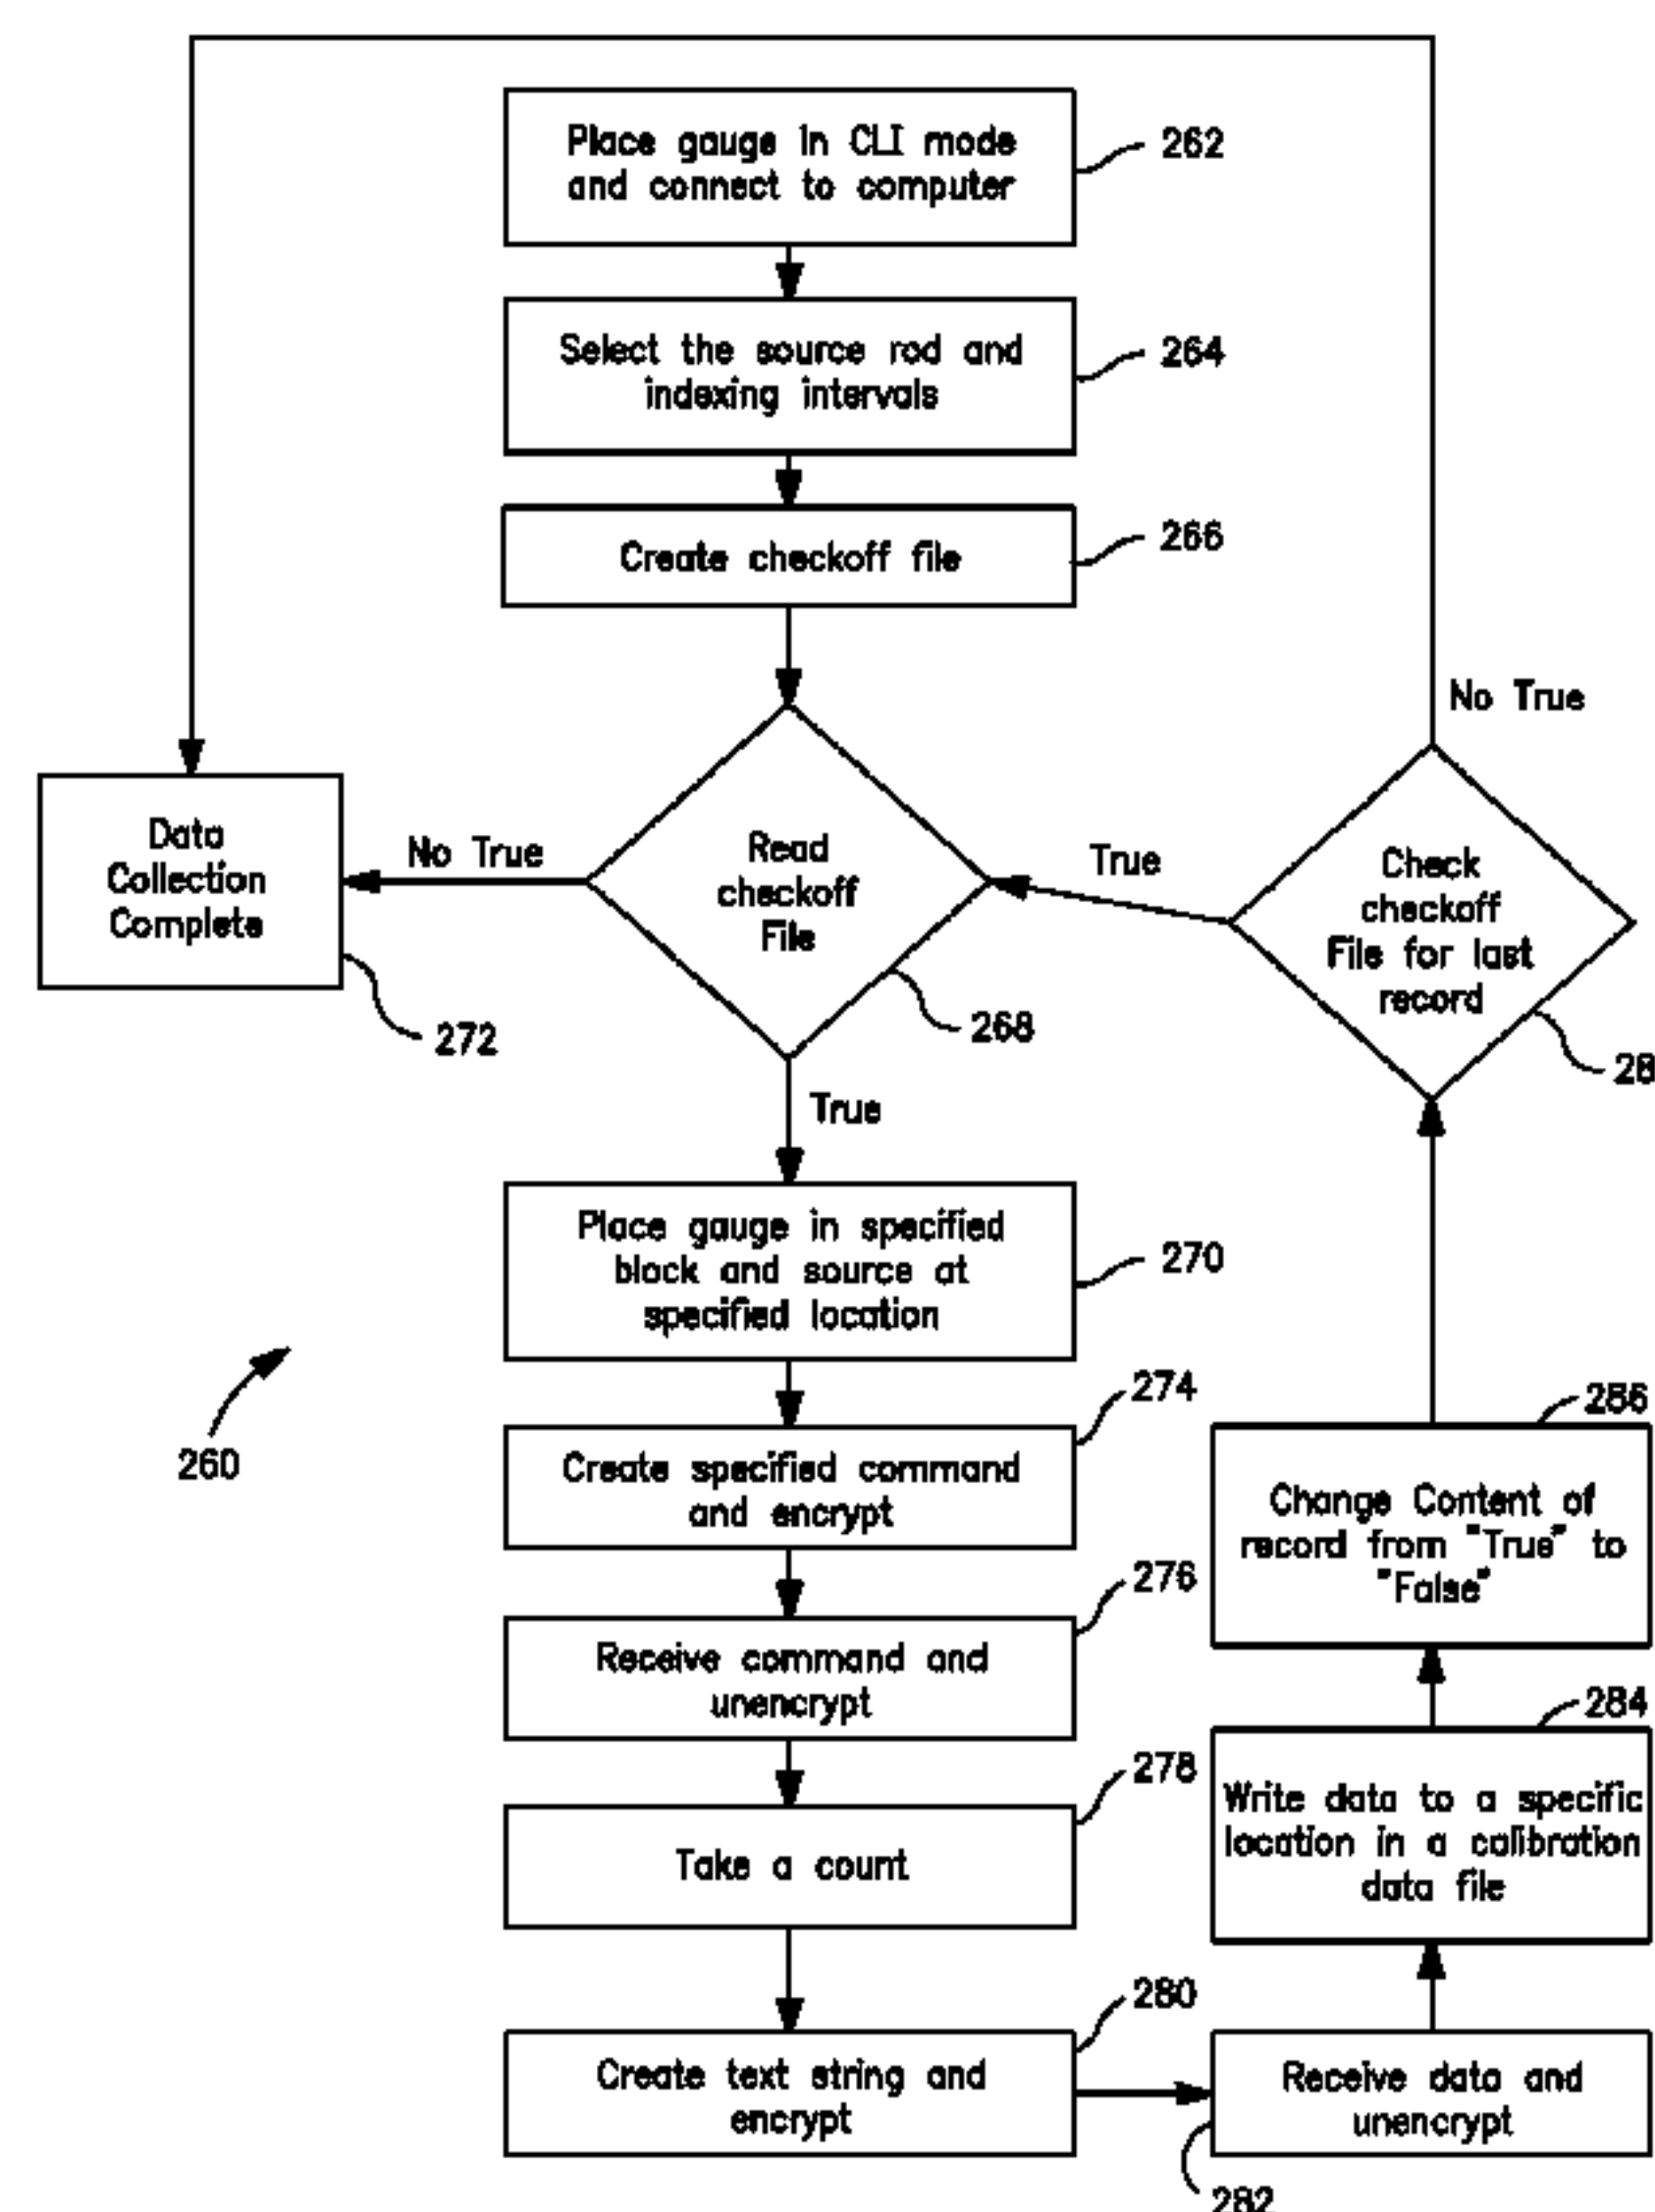 Place gauge in CLI mode
and connect to computer
262
Select the source rod and
indexing intervals
264
Create checkoff file
266
No True
Data
Collection
Complete
272
No True
Read
checkoff
File
268
True
Check
checkoff
File for last
record
28
True
Place gauge in specified
block and source at
specified location
270
260
Create specified command
and encrypt
274
Receive command and
unencrypt
276
Take a count
278
Create text string and
encrypt
280
Receive data and
unencrypt
282
Write data to a specific
location in a calibration
data file
284
Change Content of
record from "True" to
"False"
286